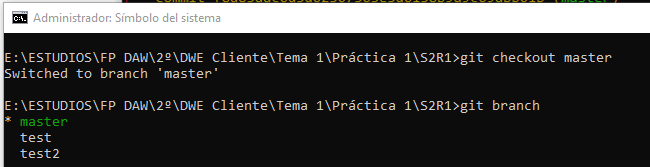 Administrador: Símbolo del sistema
E:\ESTUDIOS\FP DAW\2º\DWE Cliente\Tema 1\Práctica 1\S2R1>git checkout master
Switched to branch 'master'
E:\ESTUDIOS\FP DAW\2º\DWE Cliente\Tema 1\Práctica 1\S2R1>git branch
* master
test
test2